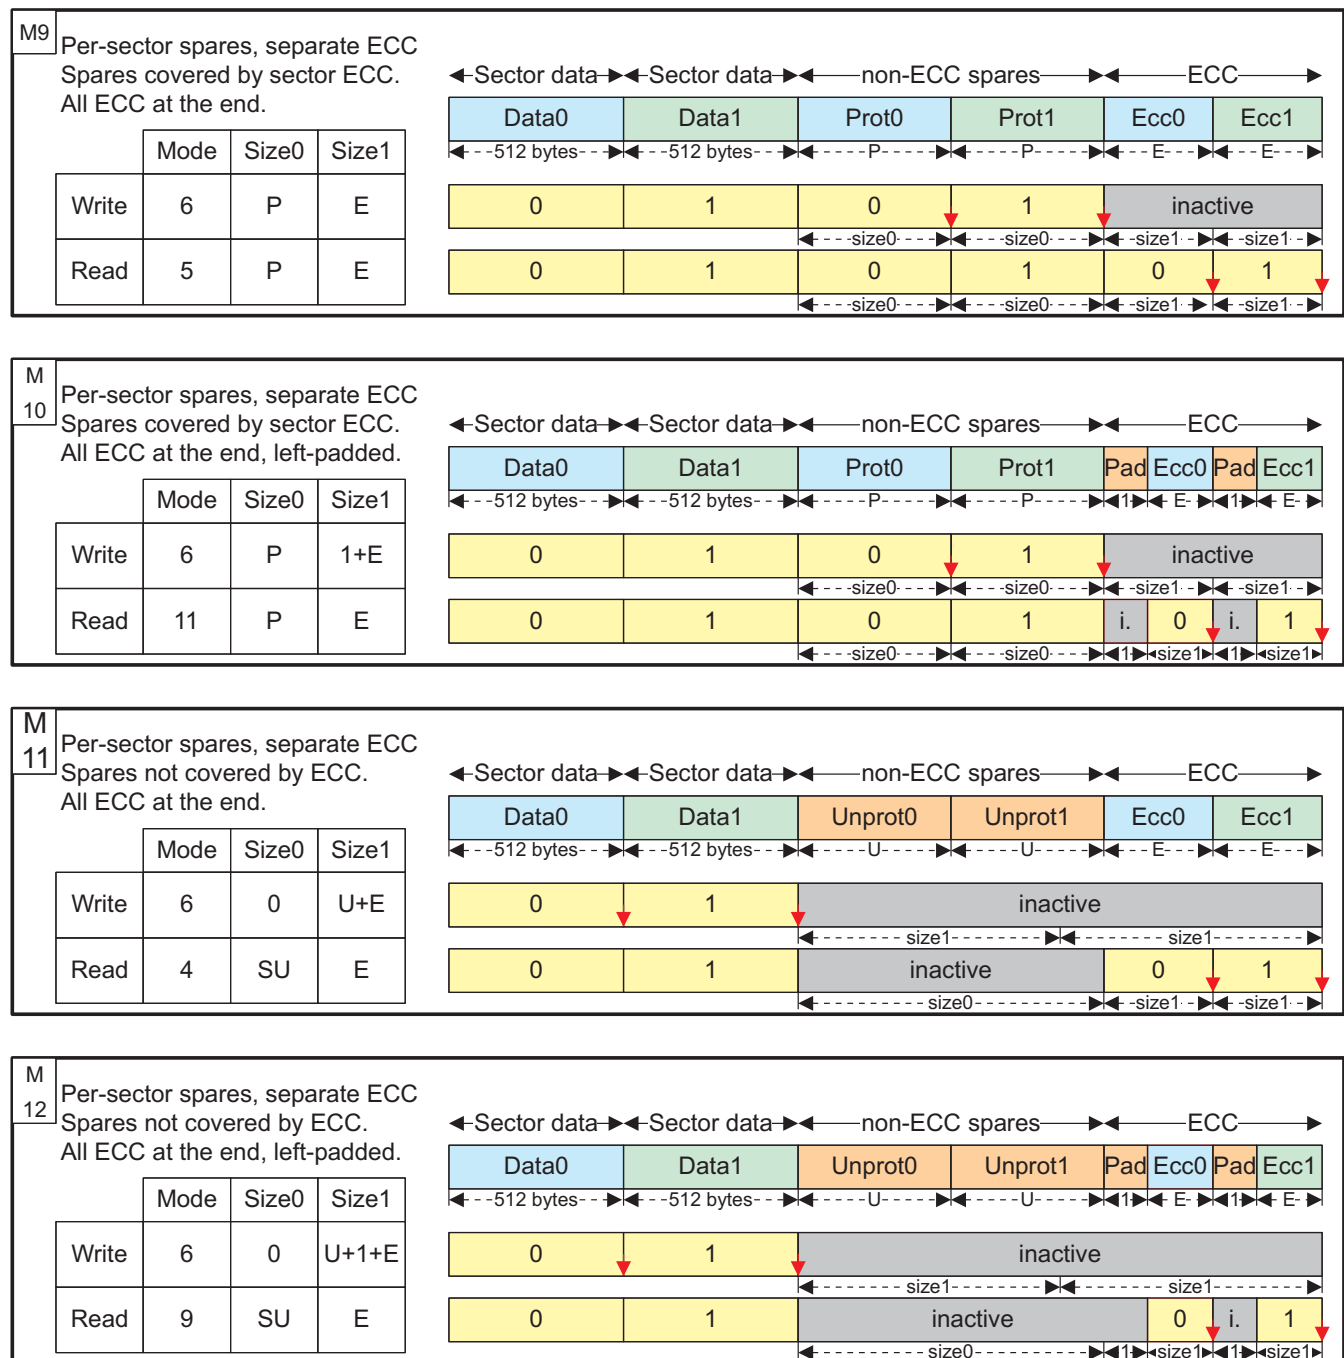 M9
Per-sector spares, separate ECC
Spares covered by sector ECC.
All ECC at the end.
Mode Size0 Size1
Write 6 P E
Read 5 P E
Sector data Sector data non-ECC spares ECC
Data0 Data1 Prot0 Prot1 Ecc0 Ecc1
512 bytes 512 bytes P P E E
0 1 0 1 inactive
size0 size0 size1 size1
0 1 0 1 0 1
size0 size0 size1 size1
M
10
Per-sector spares, separate ECC
Spares covered by sector ECC.
All ECC at the end, left-padded.
Mode Size0 Size1
Write 6 P 1+E
Read 11 P E
Sector data Sector data non-ECC spares ECC
Data0 Data1 Prot0 Prot1 Pad Ecc0 Pad Ecc1
512 bytes 512 bytes P P 1 E 1 E
0 1 0 1 inactive
size0 size0 size1 size1
0 1 0 1 i. 0 i. 1
size0 size0 1 size1 1 size1
M
11
Per-sector spares, separate ECC
Spares not covered by ECC.
All ECC at the end.
Mode Size0 Size1
Write 6 0 U+E
Read 4 SU E
Sector data Sector data non-ECC spares ECC
Data0 Data1 Unprot0 Unprot1 Ecc0 Ecc1
512 bytes 512 bytes U U E E
0 1 inactive
size1 size1
0 1 inactive 0 1
size0 size1 size1
M
12
Per-sector spares, separate ECC
Spares not covered by ECC.
All ECC at the end, left-padded.
Mode Size0 Size1
Write 6 0 U+1+E
Read 9 SU E
Sector data Sector data non-ECC spares ECC
Data0 Data1 Unprot0 Unprot1 Pad Ecc0 Pad Ecc1
512 bytes 512 bytes U U 1 E 1 E
0 1 inactive
size1 size1
0 1 inactive 0 i. 1
size0 1 size1 1 size1